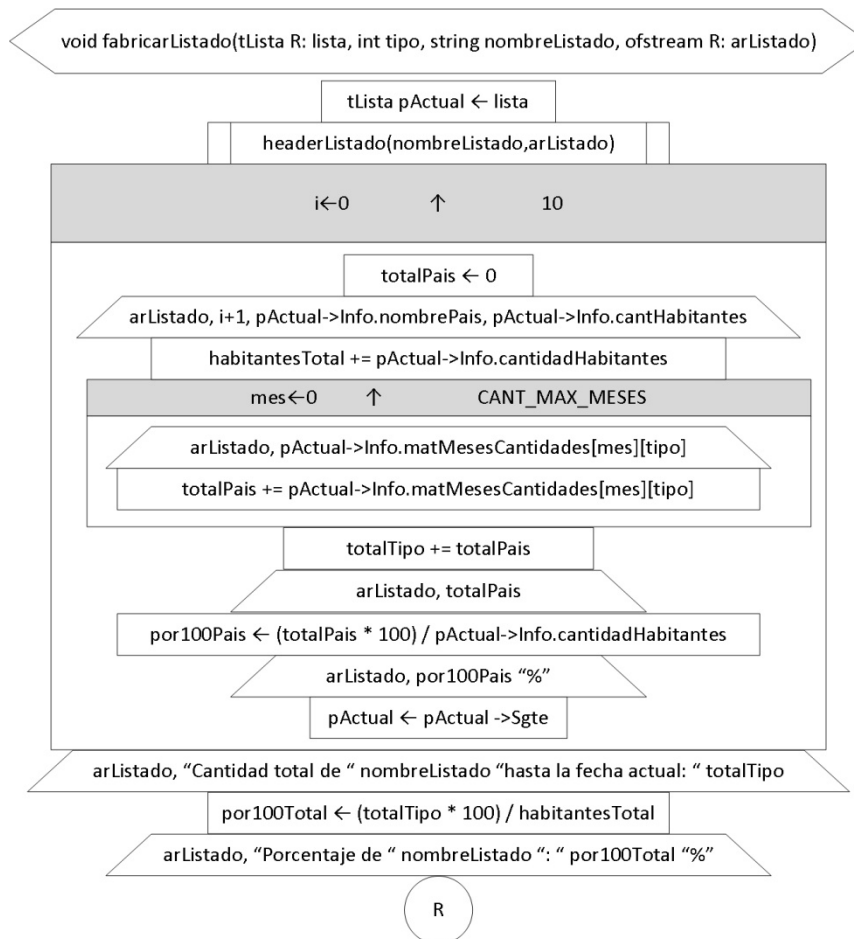 void fabricarListado(tLista R: lista, int tipo, string nombreListado, ofstream R: arListado)
tLista pActual ← lista
headerListado(nombreListado,arListado)
i←0 ↑ 10
totalPais ← 0
arListado, i+1, pActual->Info.nombrePais, pActual->Info.cantHabitantes
habitantesTotal += pActual->Info.cantidadHabitantes
mes←0 ↑ CANT_MAX_MESES
arListado, pActual->Info.matMesesCantidades[mes][tipo]
totalPais += pActual->Info.matMesesCantidades[mes][tipo]
totalTipo += totalPais
arListado, totalPais
por100Pais ← (totalPais * 100) / pActual->Info.cantidadHabitantes
arListado, por100Pais “%”
pActual ← pActual ->Sgte
arListado, “Cantidad total de “ nombreListado “hasta la fecha actual: “ totalTipo
por100Total ← (totalTipo * 100) / habitantesTotal
arListado, “Porcentaje de “ nombreListado “: “ por100Total “%”
R